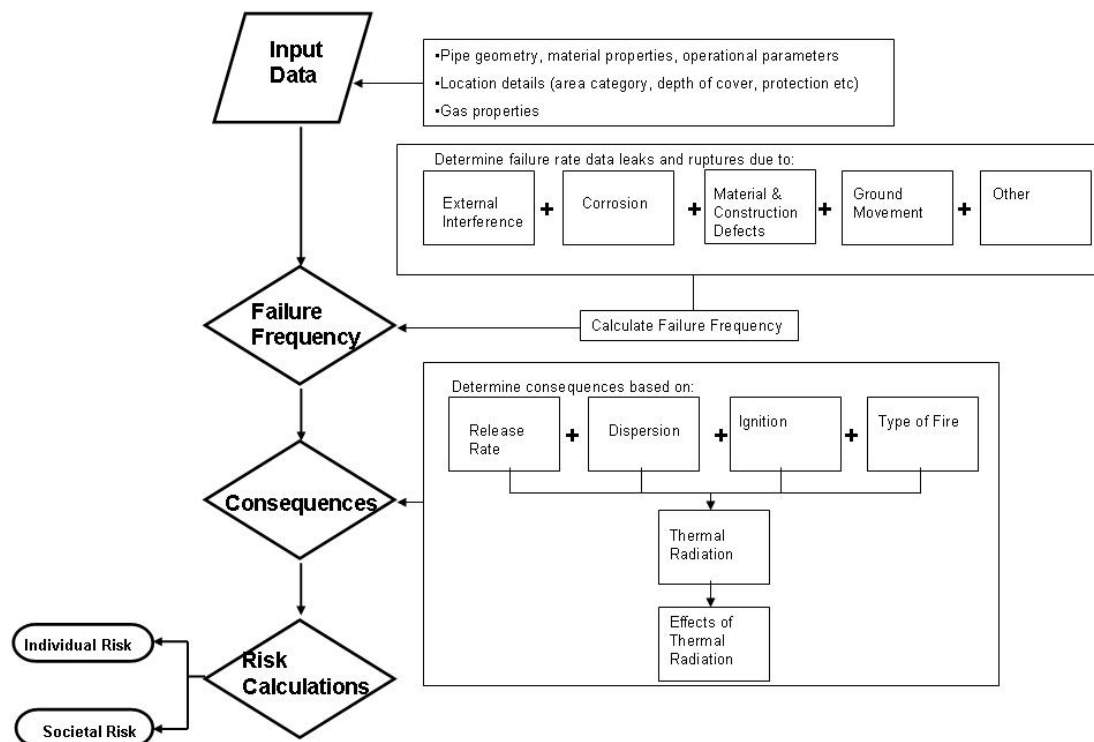 Input
Data
▪Pipe geometry, material properties, operational parameters
▪Location details (area category, depth of cover, protection etc)
▪Gas properties
Determine failure rate data leaks and ruptures due to:
External
Interference
+
Corrosion
+
Material &
Construction
Defects
+
Ground
Movement
+
Other
Failure
Frequency
Calculate Failure Frequency
Determine consequences based on:
Release
Rate
+
Dispersion
+
Ignition
+
Type of Fire
Consequences
Thermal
Radiation
Effects of
Thermal
Radiation
Risk
Calculations
Individual Risk
Societal Risk